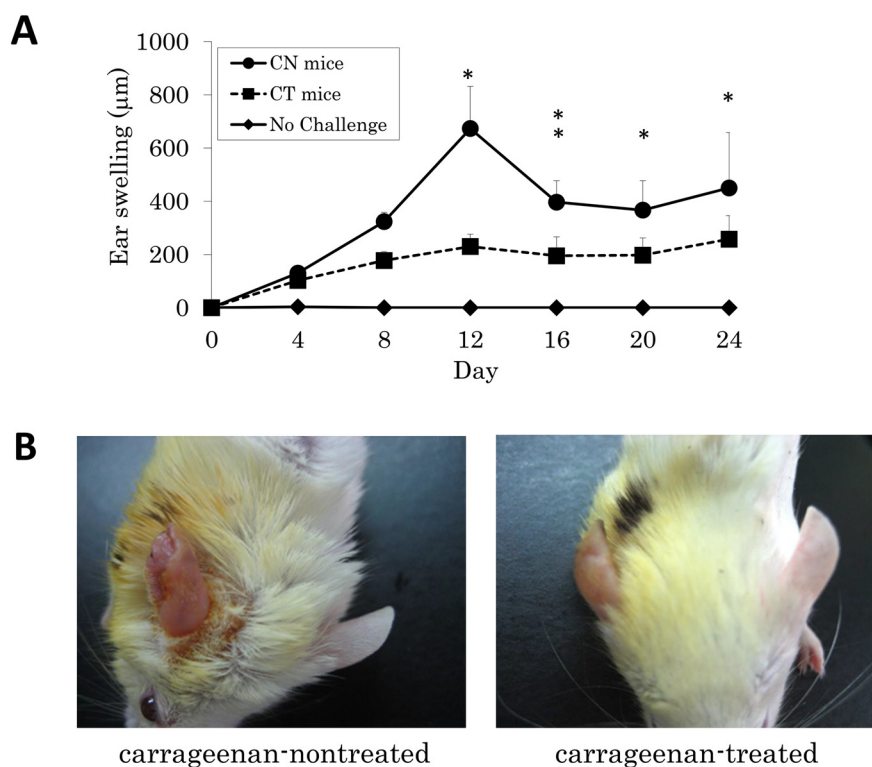 A
1000
800
600
400
200
0
Ear swelling (μm)
CN mice
CT mice
No Challenge
*
*
*
*
*
0 4 8 12 16 20 24
Day
B
carrageenan-nontreated
carrageenan-treated